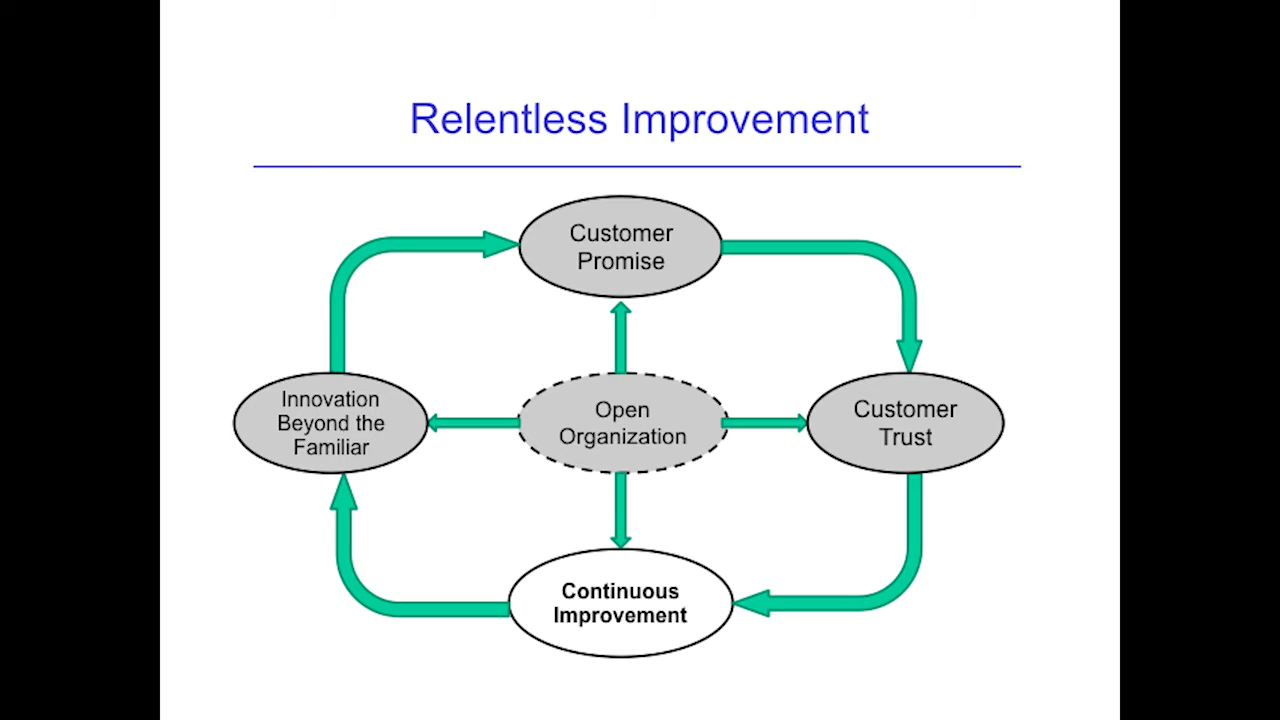 Relentless Improvement
Customer
Promise
Innovation
Beyond the
Familiar
Open
Organization
Customer
Trust
Continuous
Improvement